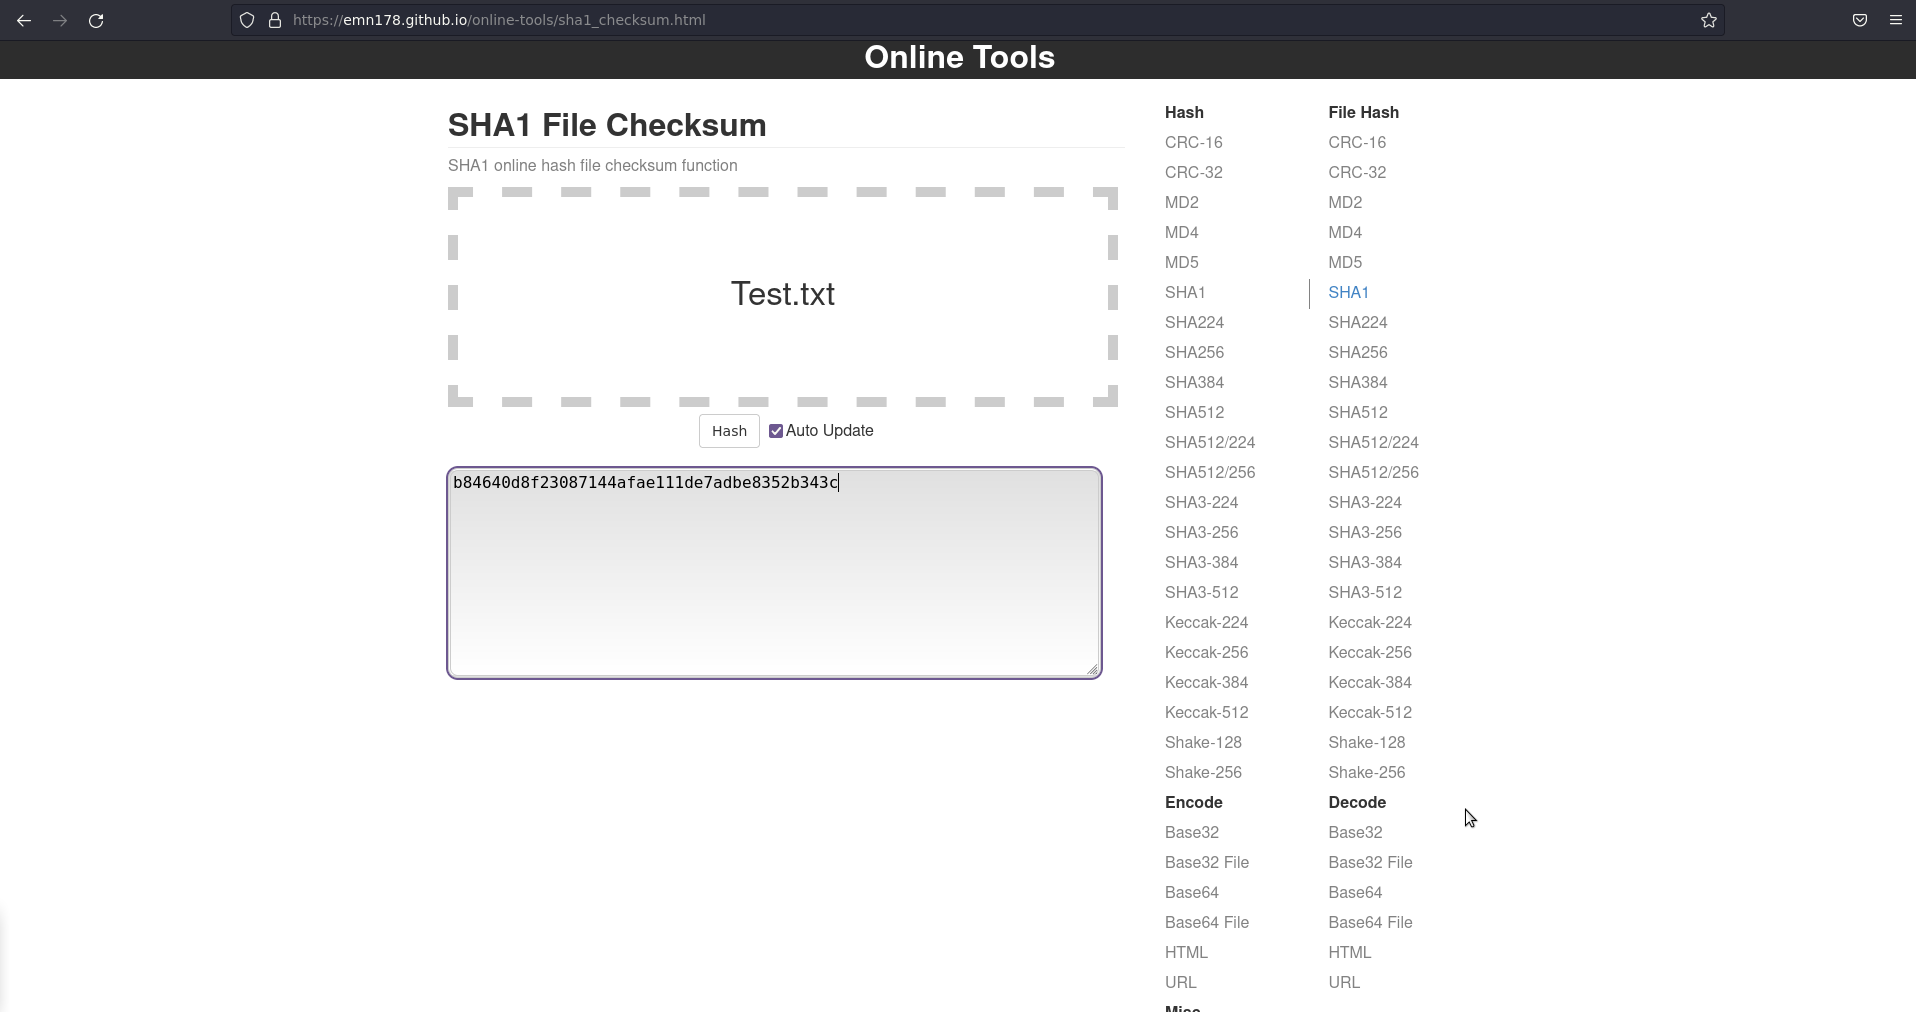 https://emn178.github.io/online-tools/sha1_checksum.html
Online Tools
SHA1 File Checksum
SHA1 online hash file checksum function
Test.txt
Hash Auto Update
b84640d8f23087144afae111de7adbe8352b343c
Hash File Hash
CRC-16 CRC-16
CRC-32 CRC-32
MD2 MD2
MD4 MD4
MD5 MD5
SHA1 SHA1
SHA224 SHA224
SHA256 SHA256
SHA384 SHA384
SHA512 SHA512
SHA512/224 SHA512/224
SHA512/256 SHA512/256
SHA3-224 SHA3-224
SHA3-256 SHA3-256
SHA3-384 SHA3-384
SHA3-512 SHA3-512
Keccak-224 Keccak-224
Keccak-256 Keccak-256
Keccak-384 Keccak-384
Keccak-512 Keccak-512
Shake-128 Shake-128
Shake-256 Shake-256
Encode Decode
Base32 Base32
Base32 File Base32 File
Base64 Base64
Base64 File Base64 File
HTML HTML
URL URL
Misc